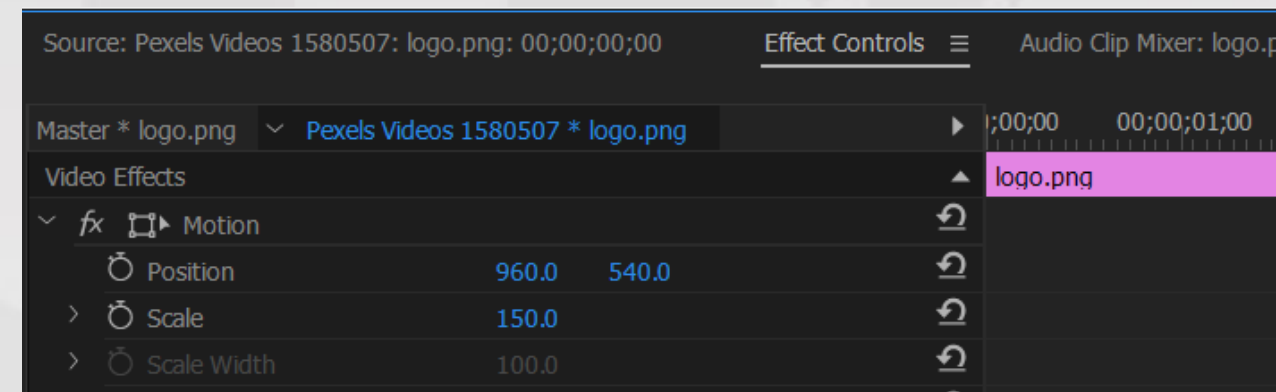 Source: Pexels Videos 1580507: logo.png: 00;00;00;00 Effect Controls Audio Clip Mixer: logo.p
Master * logo.png Pexels Videos 1580507 * logo.png ;00;00 00;00;01;00
Video Effects logo.png
fx Motion
Position 960.0 540.0
Scale 150.0
Scale Width 100.0